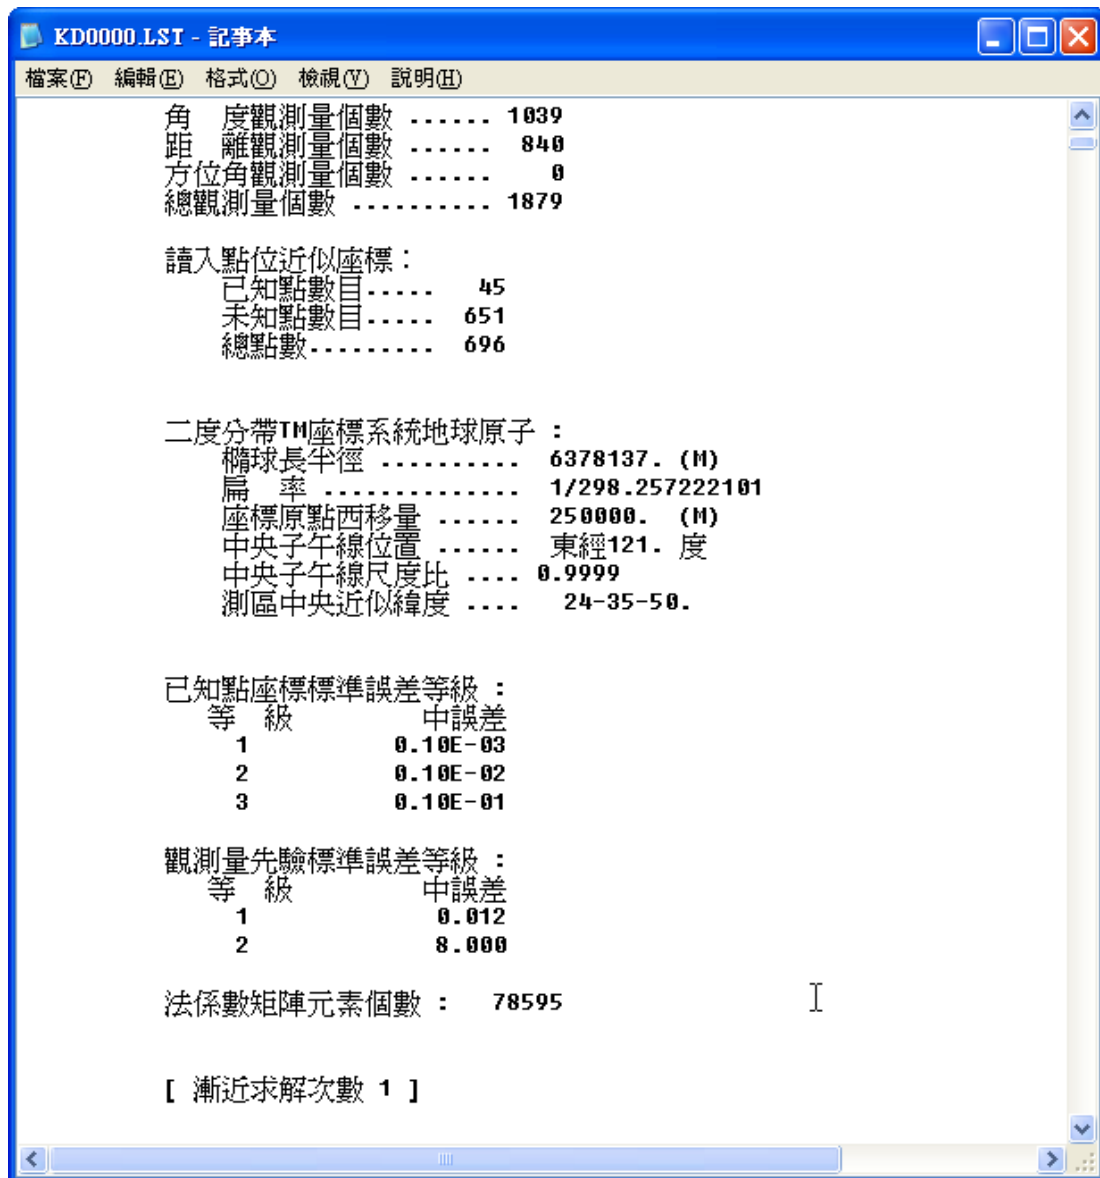 KD0000.LST - 記事本
檔案(F) 編輯(E) 格式(O) 檢視(V) 說明(H)
角　度觀測量個數 ...... 1039
距　離觀測量個數 ...... 840
方位角觀測量個數 ...... 0
總觀測量個數 .......... 1879
讀入點位近似座標：
已知點數目..... 45
未知點數目..... 651
總點數......... 696
二度分帶TM座標系統地球原子 :
橢球長半徑 .......... 6378137. (M)
扁　率 .............. 1/298.257222101
座標原點西移量 ...... 250000. (M)
中央子午線位置 ...... 東經121. 度
中央子午線尺度比 .... 0.9999
測區中央近似緯度 .... 24-35-50.
已知點座標標準誤差等級 :
等　級 中誤差
1 0.10E-03
2 0.10E-02
3 0.10E-01
觀測量先驗標準誤差等級 :
等　級 中誤差
1 0.012
2 8.000
法係數矩陣元素個數 : 78595
[ 漸近求解次數 1 ]